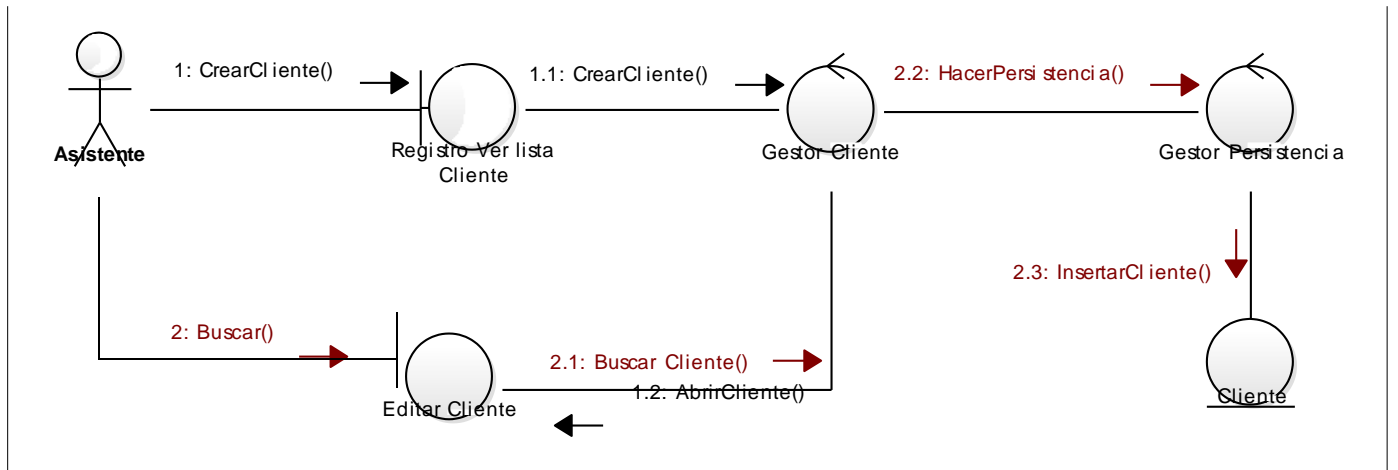 1: CrearCliente()
1.1: CrearCliente()
2.2: HacerPersistencia()
Asistente
Registro Ver lista
Cliente
Gestor Cliente
Gestor Persistencia
2.3: InsertarCliente()
2: Buscar()
2.1: Buscar Cliente()
1.2: AbrirCliente()
Editar Cliente
Cliente